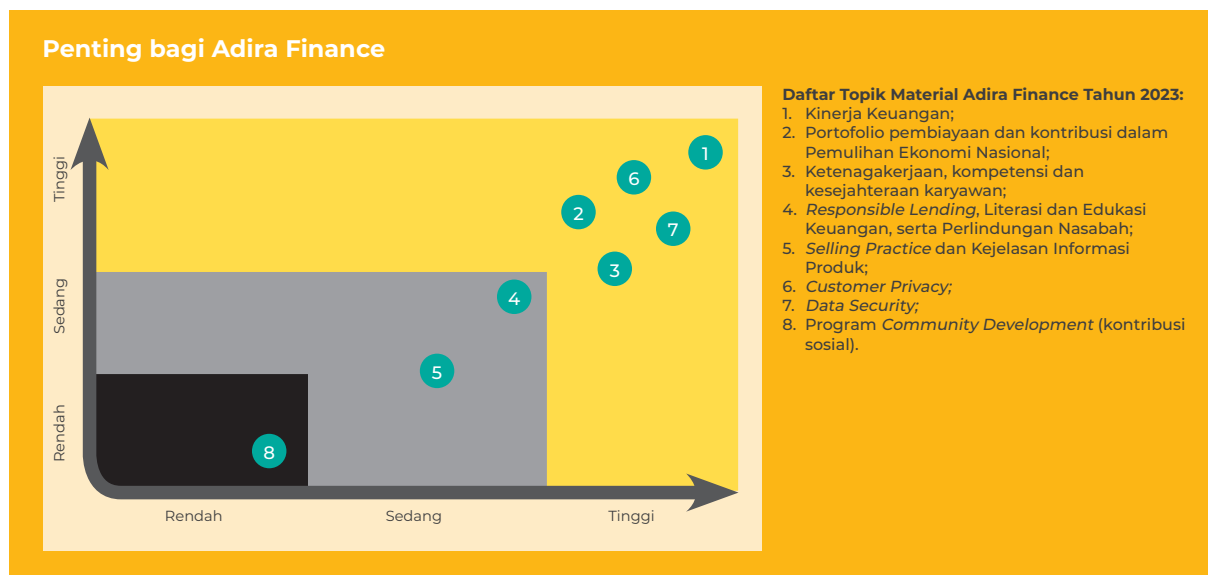 Penting bagi Adira Finance
Tinggi
Sedang
Rendah
1
6
2
7
3
4
5
8
Rendah
Sedang
Tinggi
Daftar Topik Material Adira Finance Tahun 2023:
1. Kinerja Keuangan;
2. Portofolio pembiayaan dan kontribusi dalam
Pemulihan Ekonomi Nasional;
3. Ketenagakerjaan, kompetensi dan
kesejahteraan karyawan;
4. Responsible Lending, Literasi dan Edukasi
Keuangan, serta Perlindungan Nasabah;
5. Selling Practice dan Kejelasan Informasi
Produk;
6. Customer Privacy;
7. Data Security;
8. Program Community Development (kontribusi
sosial).